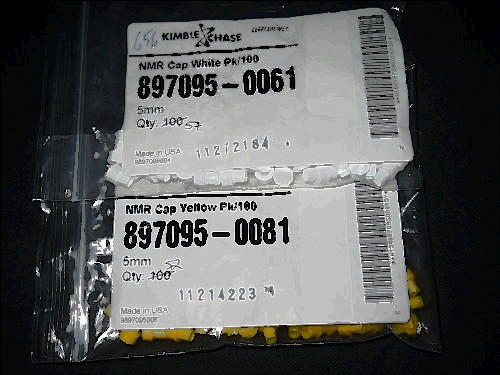 656
KIMBLE CHASE
NMR Cap White Pk/100
897095-0061
5mm
Qty. 100 57
Made in USA
11212184
NMR Cap Yellow Pk/100
897095-0081
5mm
Qty. 100 52
11214223
Made in USA